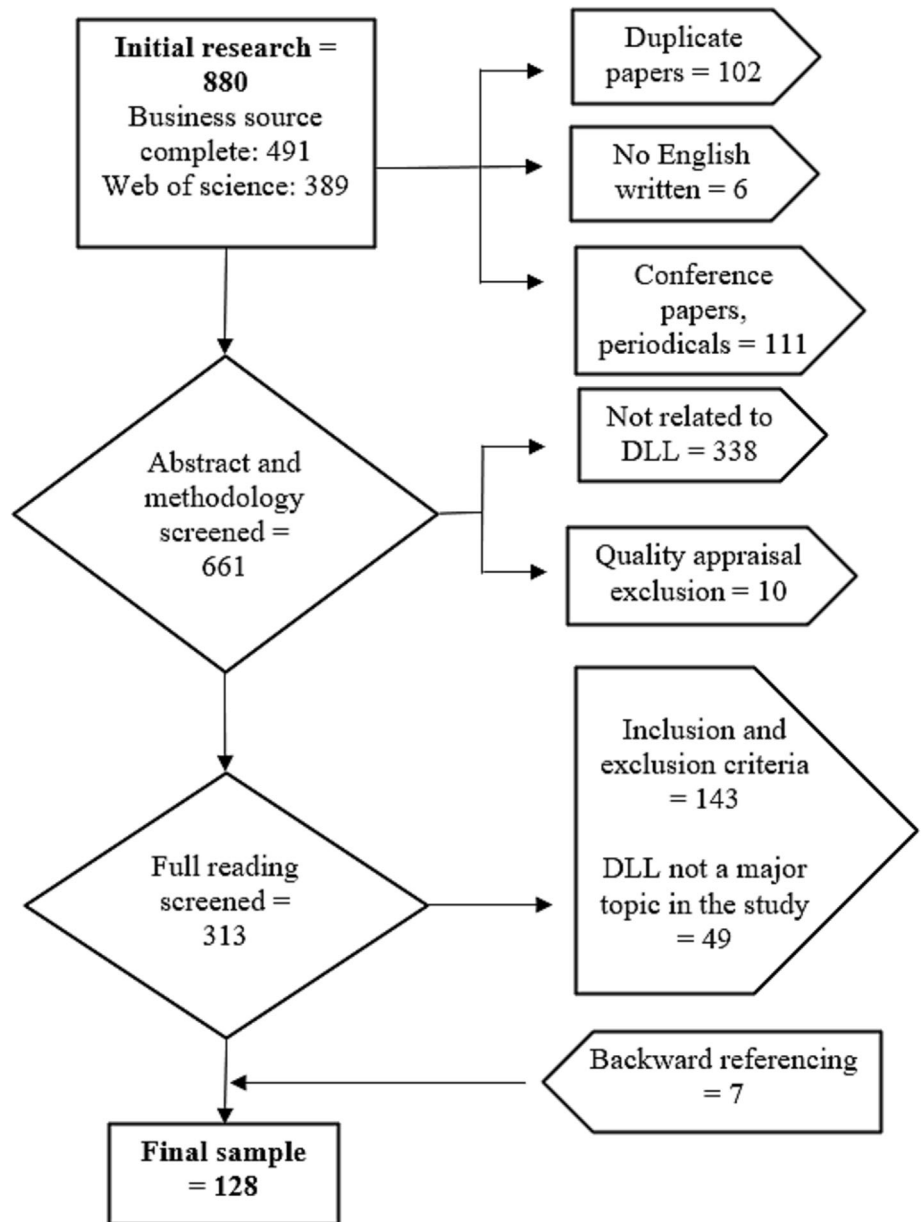 Initial research =
880
Business source
complete: 491
Web of science: 389
Duplicate
papers = 102
No English
written = 6
Conference
papers,
periodicals = 111
Abstract and
methodology
screened =
661
Not related to
DLL = 338
Quality appraisal
exclusion = 10
Full reading
screened =
313
Inclusion and
exclusion criteria
= 143
DLL not a major
topic in the study
= 49
Backward referencing
= 7
Final sample
= 128